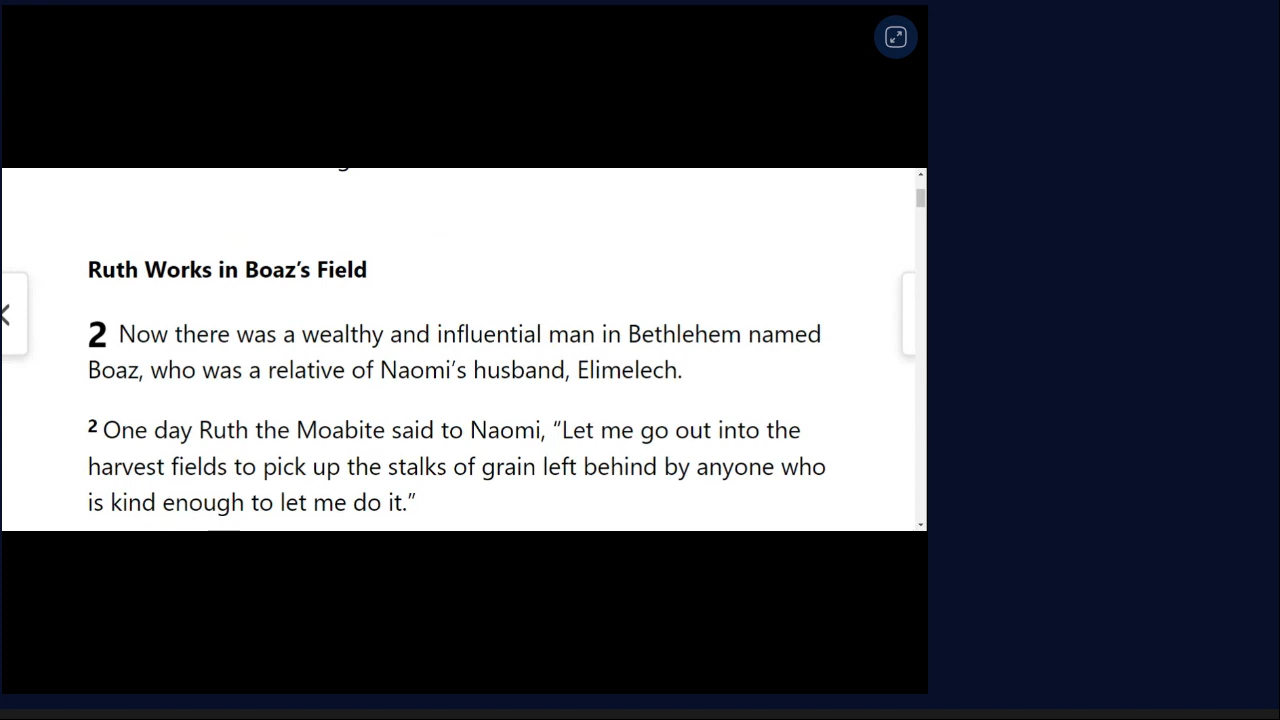 Ruth Works in Boaz’s Field
2 Now there was a wealthy and influential man in Bethlehem named
Boaz, who was a relative of Naomi’s husband, Elimelech.
2 One day Ruth the Moabite said to Naomi, “Let me go out into the
harvest fields to pick up the stalks of grain left behind by anyone who
is kind enough to let me do it.”